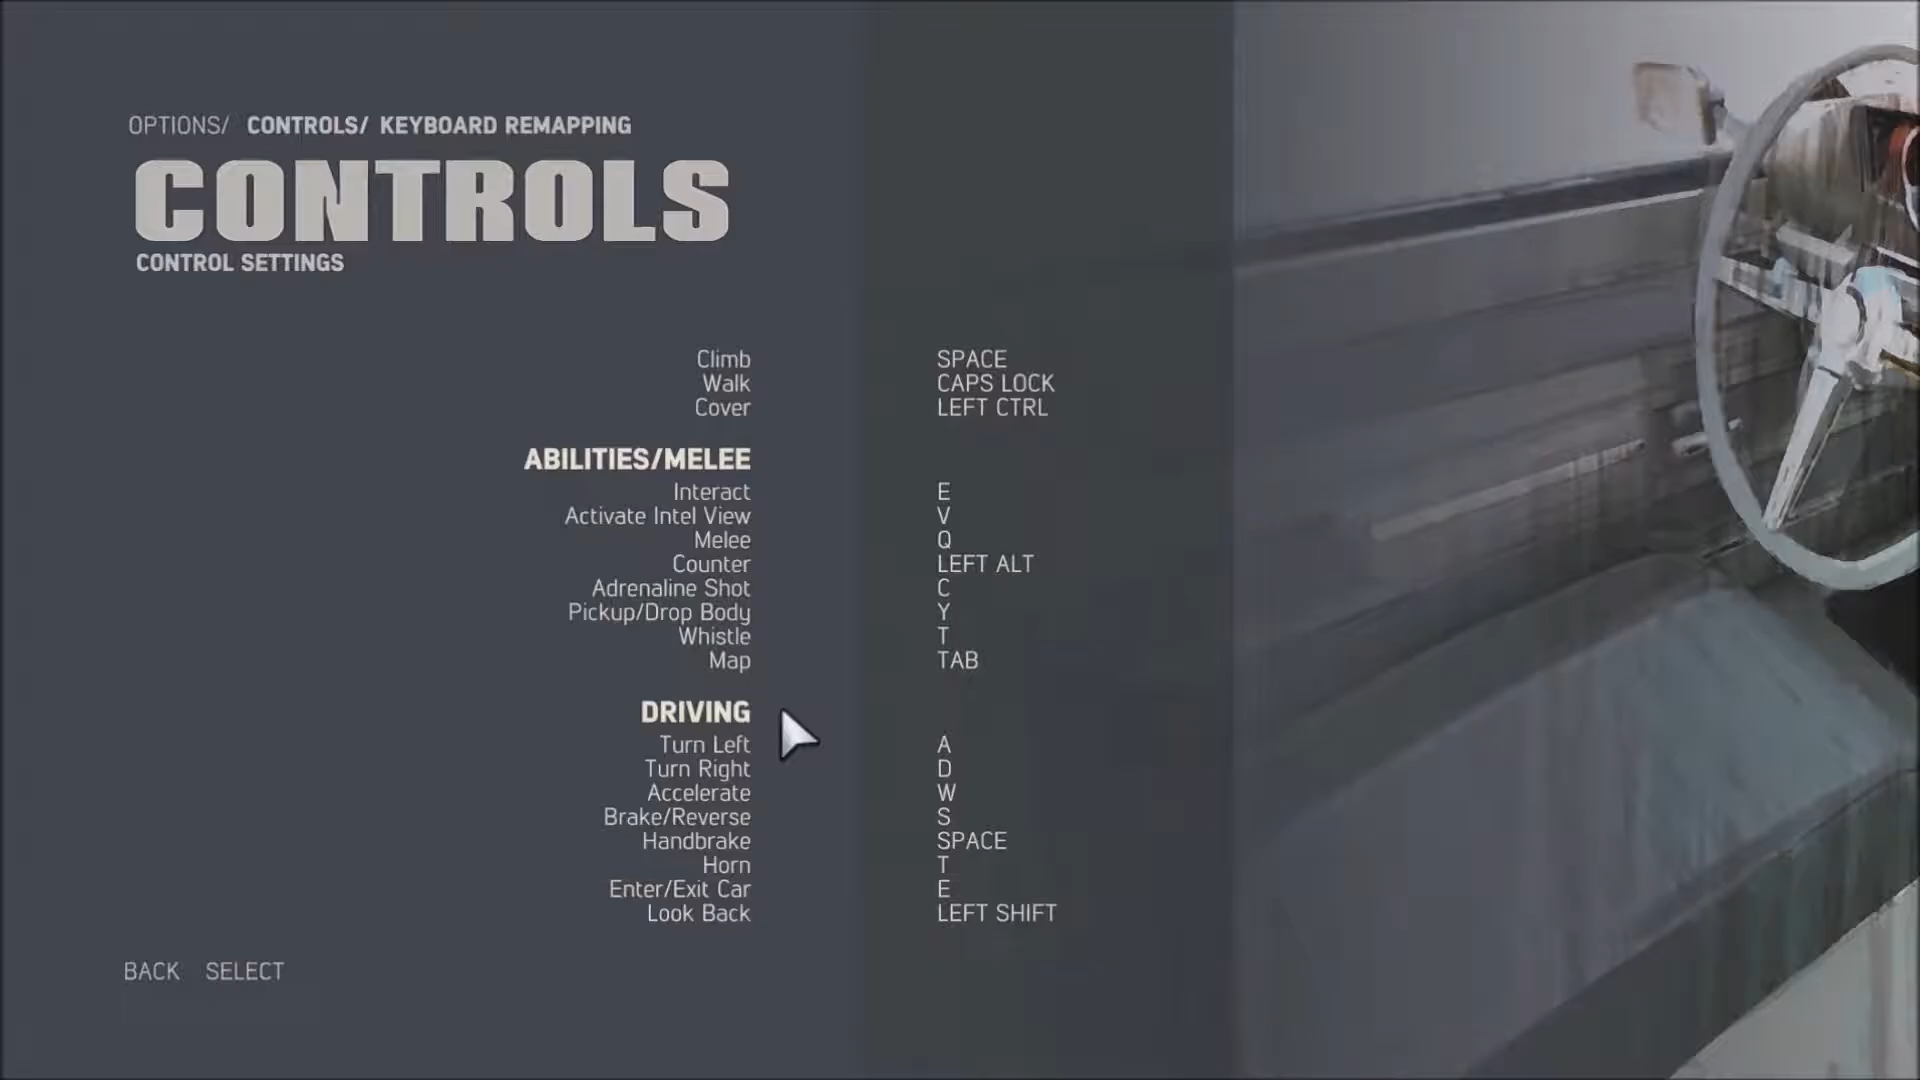 OPTIONS/ CONTROLS/ KEYBOARD REMAPPING
CONTROLS
CONTROL SETTINGS
Climb SPACE
Walk CAPS LOCK
Cover LEFT CTRL
ABILITIES/MELEE
Interact E
Activate Intel View V
Melee Q
Counter LEFT ALT
Adrenaline Shot C
Pickup/Drop Body Y
Whistle T
Map TAB
DRIVING
Turn Left A
Turn Right D
Accelerate W
Brake/Reverse S
Handbrake SPACE
Horn T
Enter/Exit Car E
Look Back LEFT SHIFT
BACK SELECT